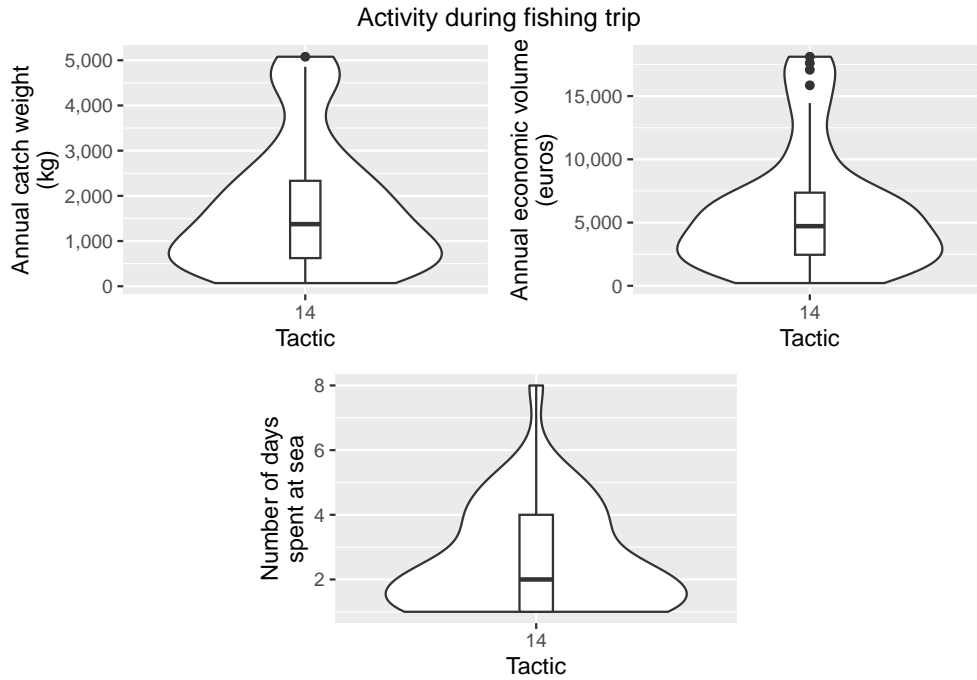 Activity during fishing trip
Annual catch weight
(kg)
5,000
4,000
3,000
2,000
1,000
0
14
Tactic
Annual economic volume
(euros)
15,000
10,000
5,000
0
14
Tactic
Number of days
spent at sea
8
6
4
2
14
Tactic